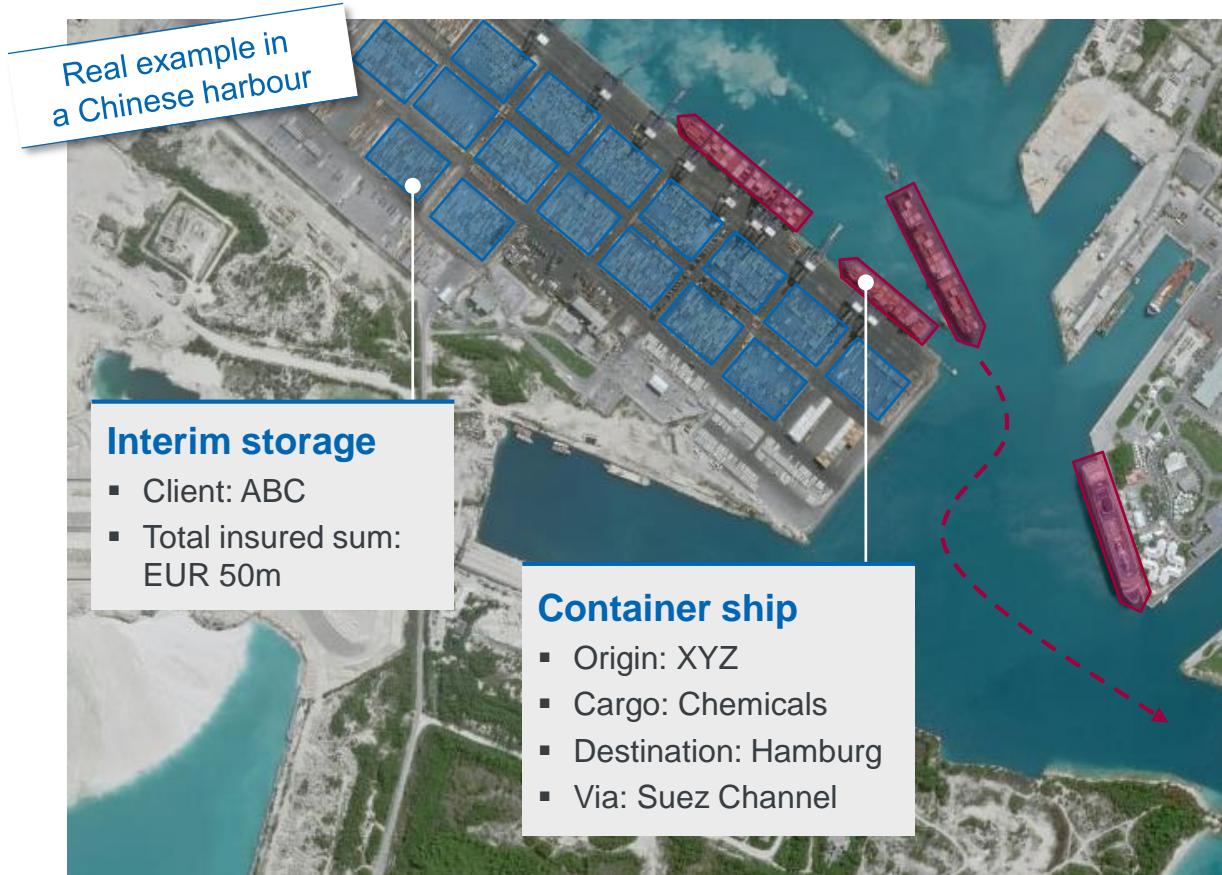 Real example in
a Chinese harbour
Interim storage
▪ Client: ABC
▪ Total insured sum:
EUR 50m
Container ship
▪ Origin: XYZ
▪ Cargo: Chemicals
▪ Destination: Hamburg
▪ Via: Suez Channel